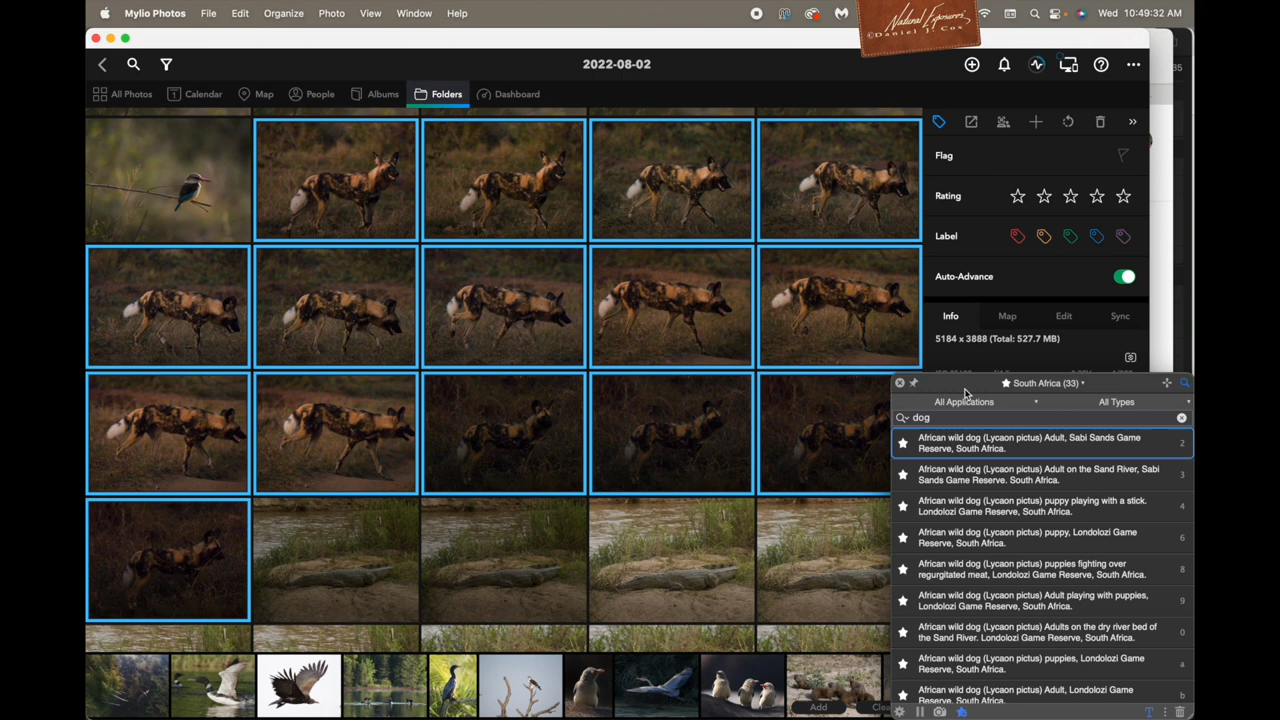 Mylio Photos File Edit Organize Photo View Window Help
Wed 10:49:32 AM
Natural Exposures
©Daniel J. Cox
2022-08-02
35
All Photos Calendar Map People Albums Folders Dashboard
Flag
Rating
Label
Auto-Advance
Info Map Edit Sync
5184 x 3888 (Total: 527.7 MB)
South Africa (33)
All Applications All Types
dog
African wild dog (Lycaon pictus) Adult, Sabi Sands Game
Reserve, South Africa.
2
African wild dog (Lycaon pictus) Adult on the Sand River, Sabi
Sands Game Reserve. South Africa.
3
African wild dog (Lycaon pictus) puppy playing with a stick.
Londolozi Game Reserve, South Africa.
4
African wild dog (Lycaon pictus) puppy, Londolozi Game
Reserve, South Africa.
6
African wild dog (Lycaon pictus) puppies fighting over
regurgitated meat, Londolozi Game Reserve, South Africa.
8
African wild dog (Lycaon pictus) Adult playing with puppies,
Londolozi Game Reserve, South Africa.
9
African wild dog (Lycaon pictus) Adults on the dry river bed of
the Sand River. Londolozi Game Reserve, South Africa.
0
African wild dog (Lycaon pictus) puppies, Londolozi Game
Reserve, South Africa.
a
African wild dog (Lycaon pictus) Adult, Londolozi Game
Reserve, South Africa.
b
Add